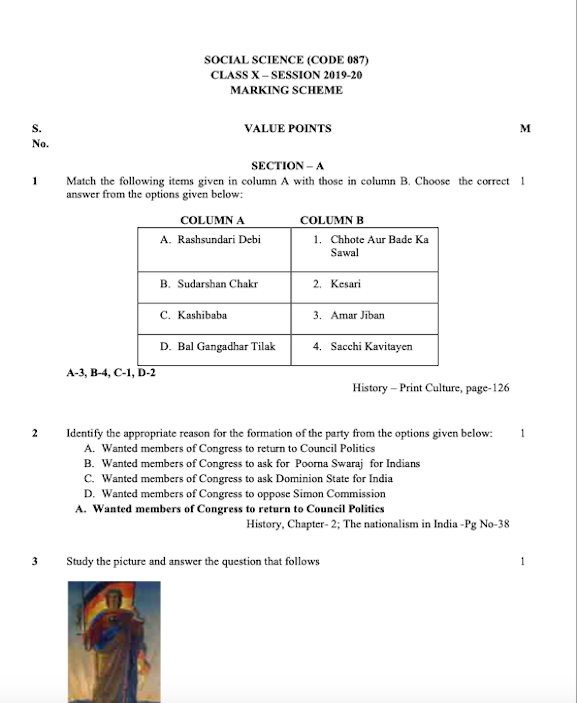 SOCIAL SCIENCE (CODE 087)
CLASS X – SESSION 2019-20
MARKING SCHEME
S. VALUE POINTS M
No.
SECTION – A
1 Match the following items given in column A with those in column B. Choose the correct 1
answer from the options given below:
COLUMN A COLUMN B
A. Rashsundari Debi 1. Chhote Aur Bade Ka
Sawal
B. Sudarshan Chakr 2. Kesari
C. Kashibaba 3. Amar Jiban
D. Bal Gangadhar Tilak 4. Sacchi Kavitayen
A-3, B-4, C-1, D-2
History – Print Culture, page-126
2 Identify the appropriate reason for the formation of the party from the options given below: 1
A. Wanted members of Congress to return to Council Politics
B. Wanted members of Congress to ask for Poorna Swaraj for Indians
C. Wanted members of Congress to ask Dominion State for India
D. Wanted members of Congress to oppose Simon Commission
A. Wanted members of Congress to return to Council Politics
History, Chapter- 2; The nationalism in India -Pg No-38
3 Study the picture and answer the question that follows 1